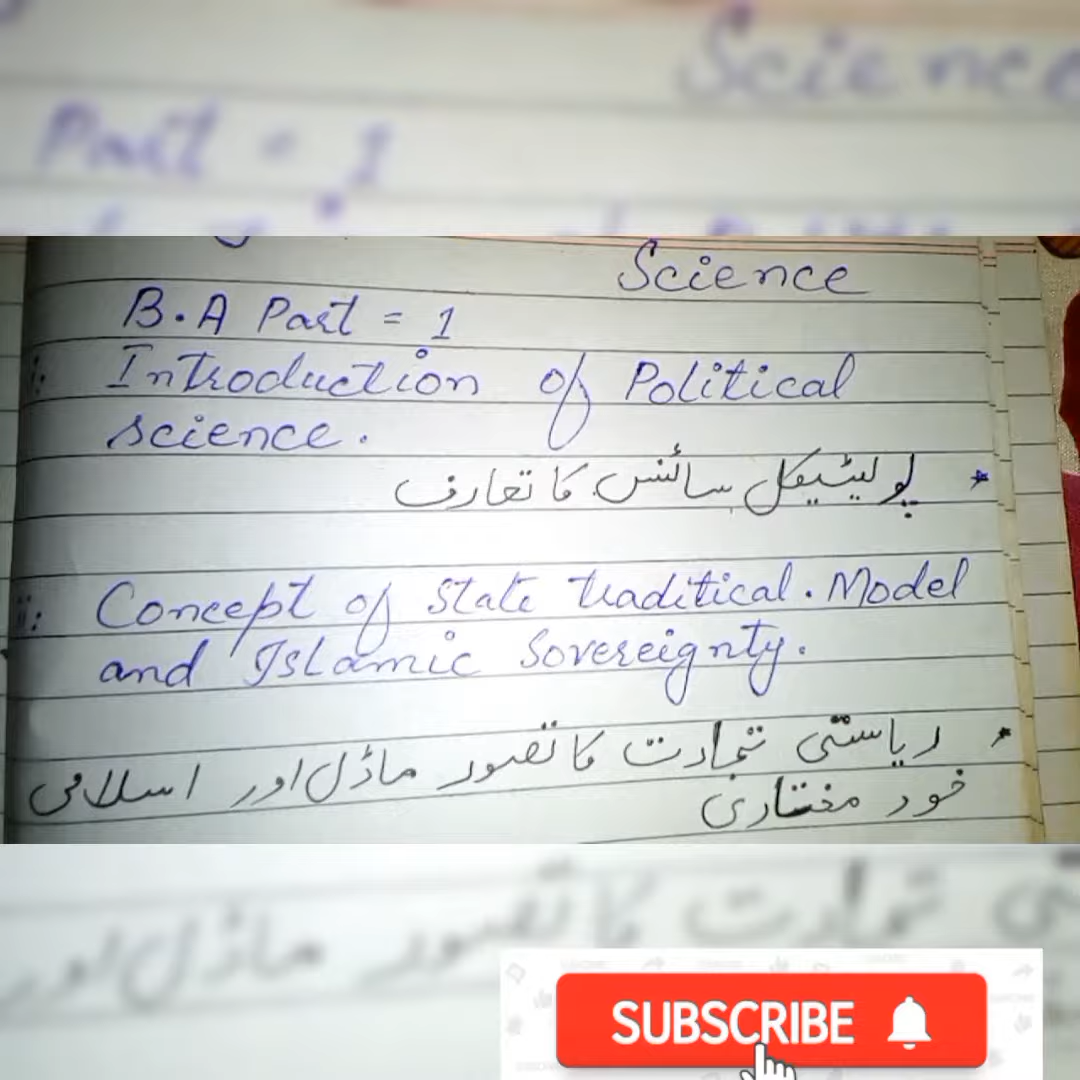 Science
B.A Part = 1
i: Introduction of Political
science.
* پولیٹیکل سائنس کا تعارف
ii: Concept of State traditical. Model
and Islamic Sovereignty.
* ریاستی تجارت کا تصور ماڈل اور اسلامی
خود مختاری
SUBSCRIBE